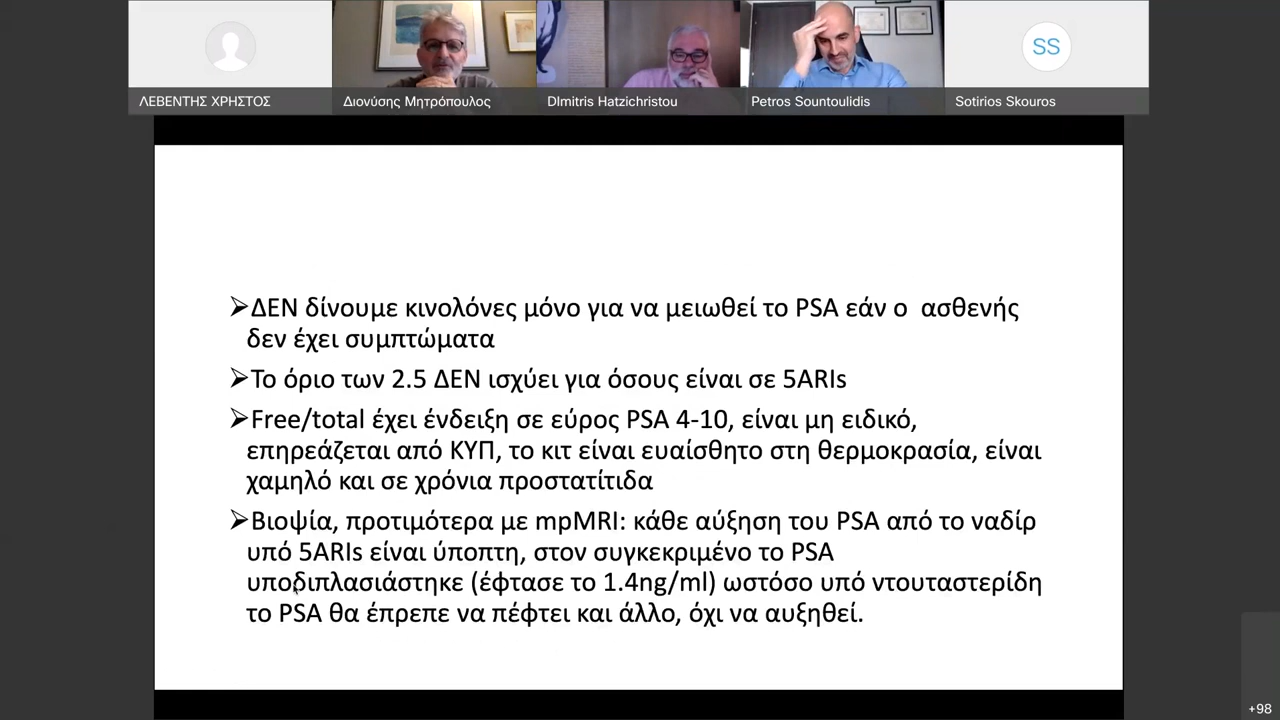 SS
ΛΕΒΕΝΤΗΣ ΧΡΗΣΤΟΣ
Διονύσης Μητρόπουλος
DImitris Hatzichristou
Petros Sountoulidis
Sotirios Skouros
➢ΔΕΝ δίνουμε κινολόνες μόνο για να μειωθεί το PSA εάν ο ασθενής
δεν έχει συμπτώματα
➢Το όριο των 2.5 ΔΕΝ ισχύει για όσους είναι σε 5ARIs
➢Free/total έχει ένδειξη σε εύρος PSA 4-10, είναι μη ειδικό,
επηρεάζεται από ΚΥΠ, το κιτ είναι ευαίσθητο στη θερμοκρασία, είναι
χαμηλό και σε χρόνια προστατίτιδα
➢Βιοψία, προτιμότερα με mpMRI: κάθε αύξηση του PSA από το ναδίρ
υπό 5ARIs είναι ύποπτη, στον συγκεκριμένο το PSA
υποδιπλασιάστηκε (έφτασε το 1.4ng/ml) ωστόσο υπό ντουταστερίδη
το PSA θα έπρεπε να πέφτει και άλλο, όχι να αυξηθεί.
+98